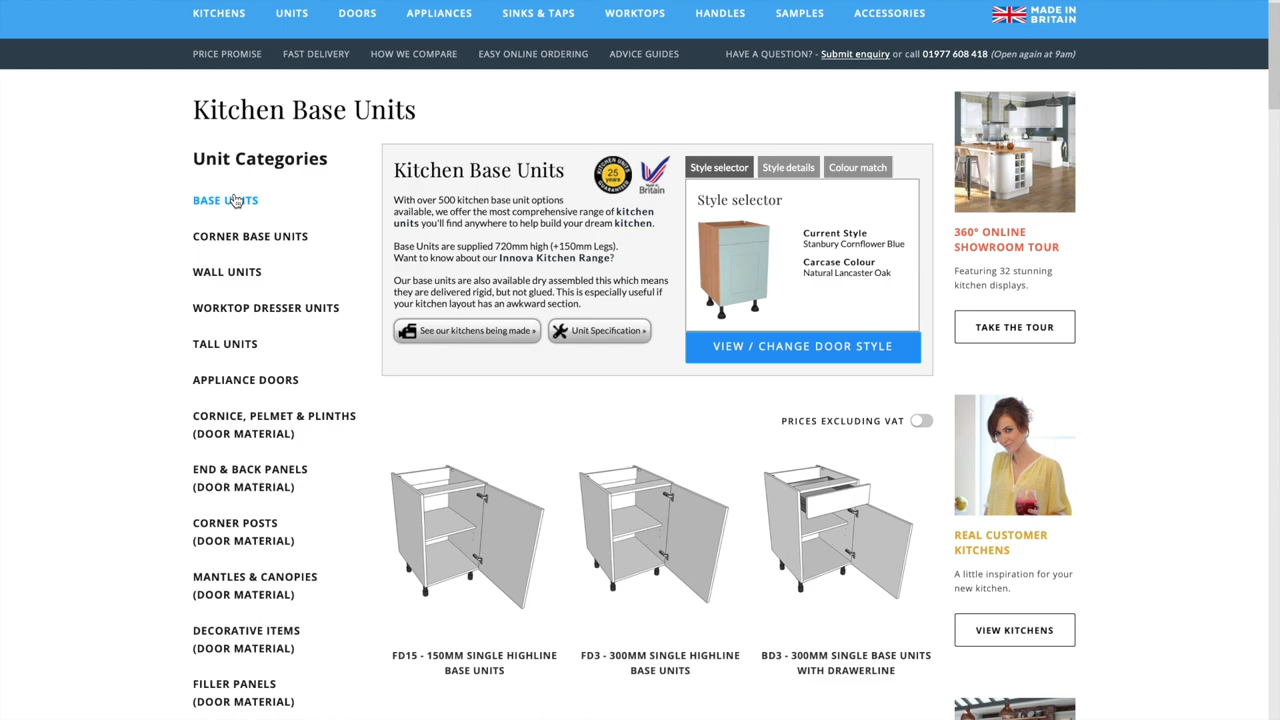 KITCHENS UNITS DOORS APPLIANCES SINKS & TAPS WORKTOPS HANDLES SAMPLES ACCESSORIES
MADE IN
BRITAIN
PRICE PROMISE FAST DELIVERY HOW WE COMPARE EASY ONLINE ORDERING ADVICE GUIDES HAVE A QUESTION? - Submit enquiry or call 01977 608 418 (Open again at 9am)
Kitchen Base Units
Unit Categories
BASE UNITS
CORNER BASE UNITS
WALL UNITS
WORKTOP DRESSER UNITS
TALL UNITS
APPLIANCE DOORS
CORNICE, PELMET & PLINTHS
(DOOR MATERIAL)
END & BACK PANELS
(DOOR MATERIAL)
CORNER POSTS
(DOOR MATERIAL)
MANTLES & CANOPIES
(DOOR MATERIAL)
DECORATIVE ITEMS
(DOOR MATERIAL)
FILLER PANELS
(DOOR MATERIAL)
Kitchen Base Units
25
years
Made in
Britain
With over 500 kitchen base unit options
available, we offer the most comprehensive range of kitchen
units you'll find anywhere to help build your dream kitchen.
Base Units are supplied 720mm high (+150mm Legs).
Want to know about our Innova Kitchen Range?
Our base units are also available dry assembled this which means
they are delivered rigid, but not glued. This is especially useful if
your kitchen layout has an awkward section.
See our kitchens being made » Unit Specification »
Style selector Style details Colour match
Style selector
Current Style
Stanbury Cornflower Blue
Carcase Colour
Natural Lancaster Oak
VIEW / CHANGE DOOR STYLE
PRICES EXCLUDING VAT
FD15 - 150MM SINGLE HIGHLINE
BASE UNITS
FD3 - 300MM SINGLE HIGHLINE
BASE UNITS
BD3 - 300MM SINGLE BASE UNITS
WITH DRAWERLINE
360° ONLINE
SHOWROOM TOUR
Featuring 32 stunning
kitchen displays.
TAKE THE TOUR
REAL CUSTOMER
KITCHENS
A little inspiration for your
new kitchen.
VIEW KITCHENS